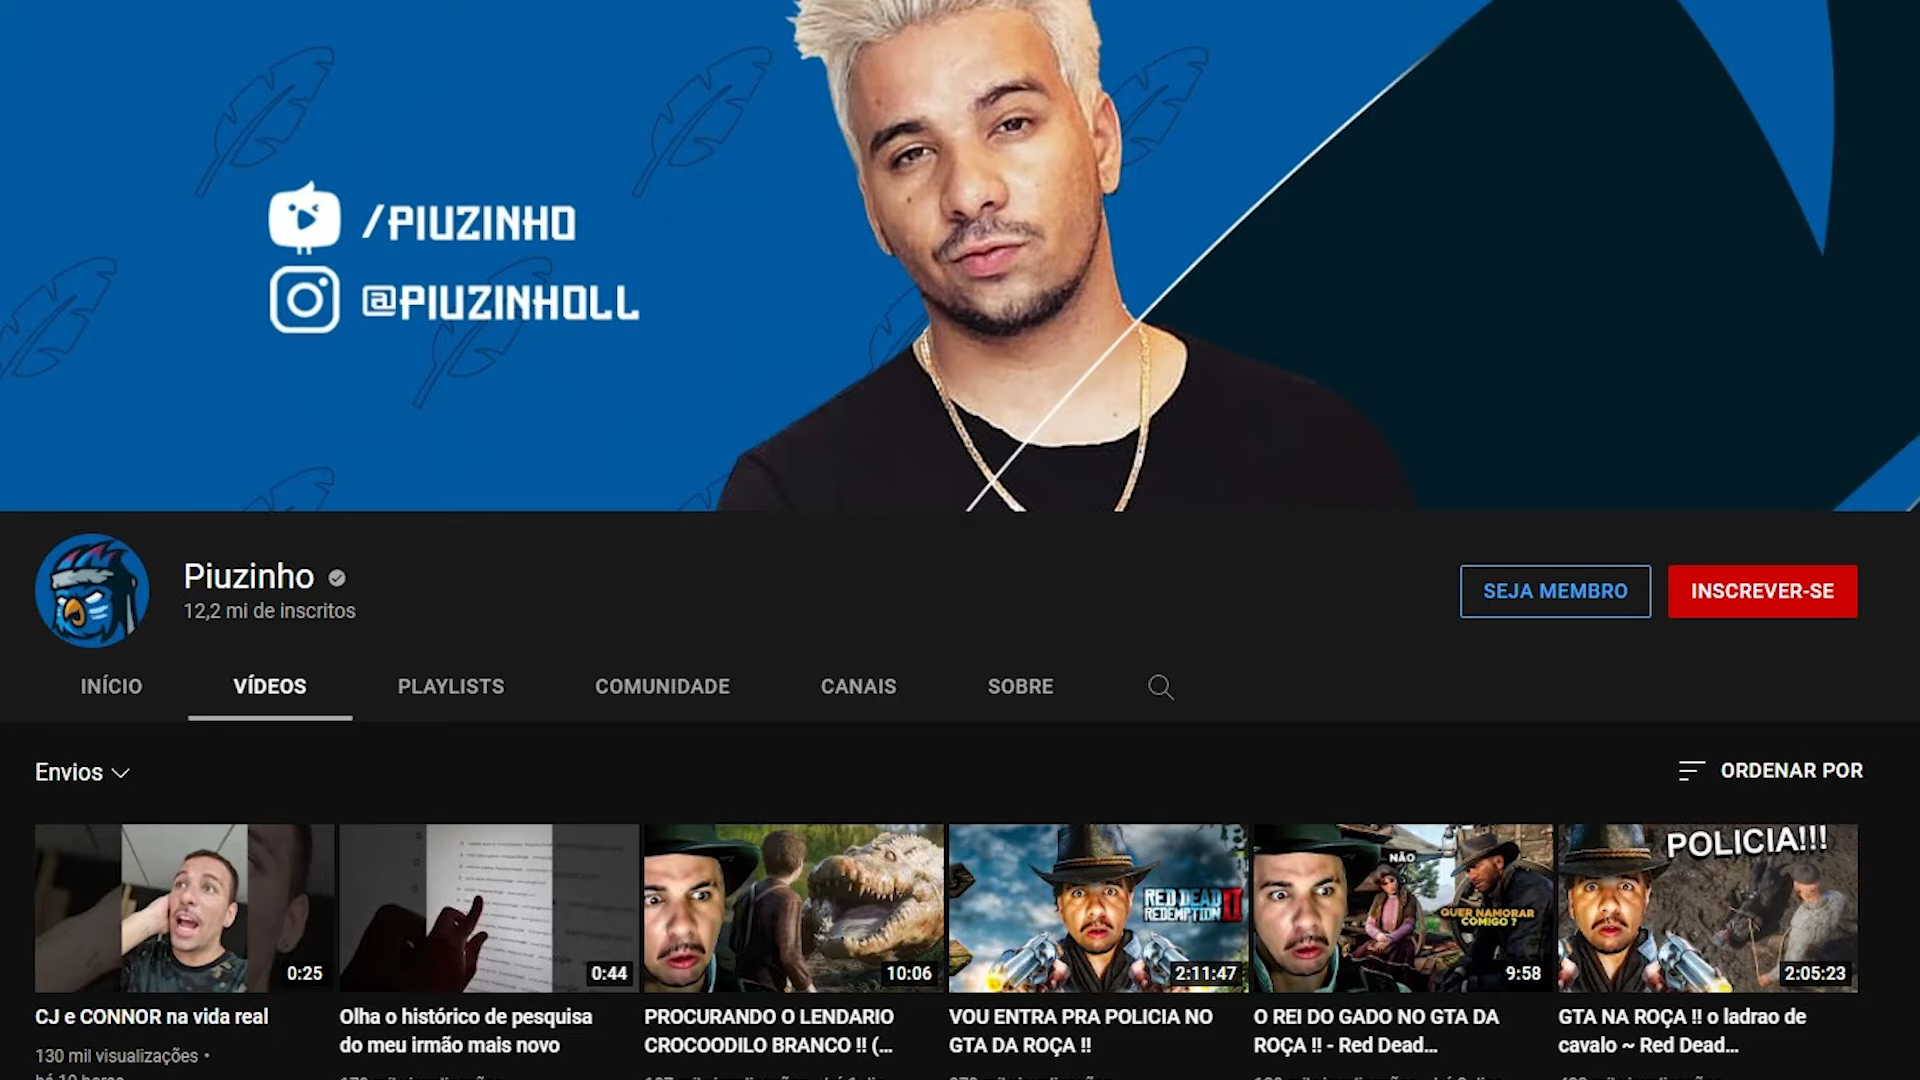 /PIUZINHO
@PIUZINHOLL
Piuzinho
12,2 mi de inscritos
SEJA MEMBRO
INSCREVER-SE
INÍCIO
VÍDEOS
PLAYLISTS
COMUNIDADE
CANAIS
SOBRE
Envios
ORDENAR POR
0:25
0:44
10:06
RED DEAD
REDEMPTION II
2:11:47
NÃO
QUER NAMORAR
COMIGO ?
9:58
POLICIA!!!
2:05:23
CJ e CONNOR na vida real
130 mil visualizações •
há 10 horas
Olha o histórico de pesquisa
do meu irmão mais novo
PROCURANDO O LENDARIO
CROCOODILO BRANCO !! (...
VOU ENTRA PRA POLICIA NO
GTA DA ROÇA !!
O REI DO GADO NO GTA DA
ROÇA !! - Red Dead...
GTA NA ROÇA !! o ladrao de
cavalo ~ Red Dead...